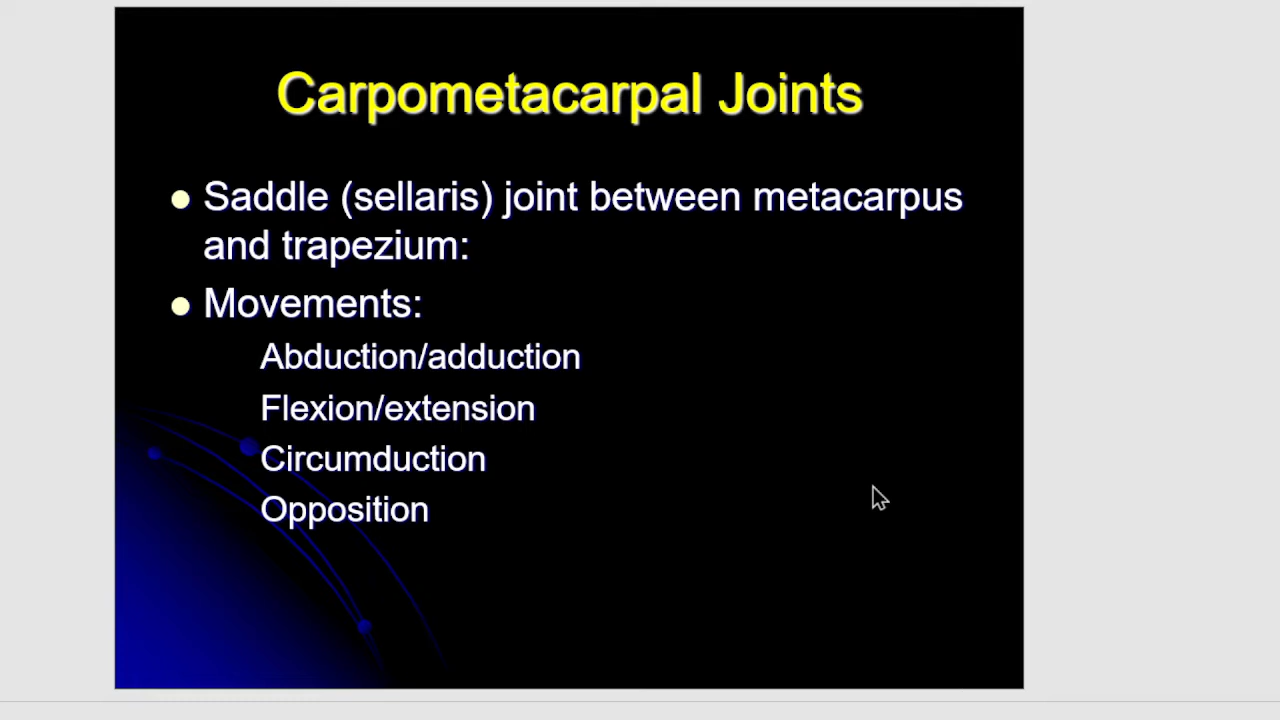 Carpometacarpal Joints
Saddle (sellaris) joint between metacarpus
and trapezium:
Movements:
Abduction/adduction
Flexion/extension
Circumduction
Opposition